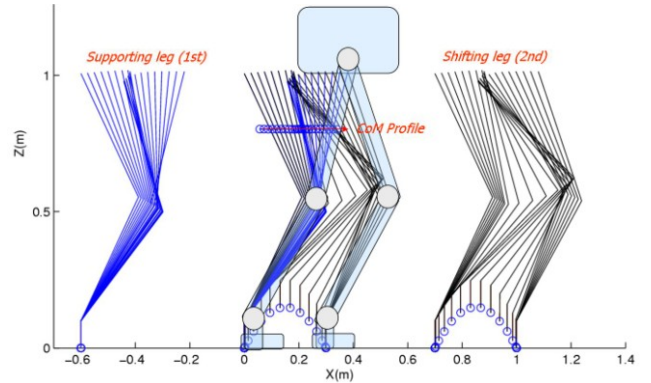 Supporting leg (1st)
Shifting leg (2nd)
CoM Profile
Z(m)
1
0.5
0
-0.6 -0.4 -0.2 0 0.2 0.4 0.6 0.8 1 1.2 1.4
X(m)